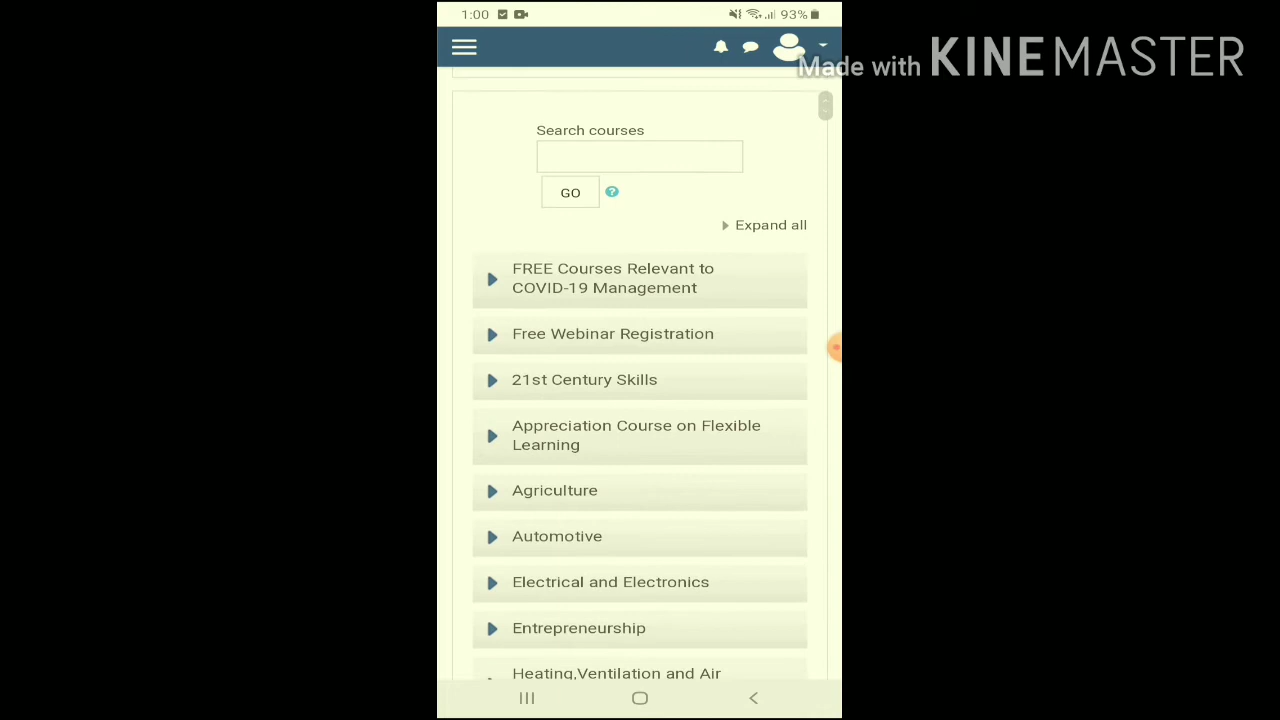 1:00
93%
Made with KINEMASTER
Search courses
GO
?
Expand all
FREE Courses Relevant to
COVID-19 Management
Free Webinar Registration
21st Century Skills
Appreciation Course on Flexible
Learning
Agriculture
Automotive
Electrical and Electronics
Entrepreneurship
Heating,Ventilation and Air